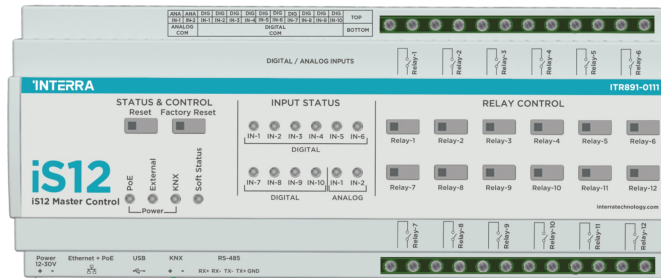 ANA ANA DIG DIG DIG DIG DIG DIG DIG DIG DIG DIG TOP
IN-1 IN-2 IN-1 IN-2 IN-3 IN-4 IN-5 IN-6 IN-7 IN-8 IN-9 IN-10
ANALOG COM DIGITAL COM BOTTOM
DIGITAL / ANALOG INPUTS
Relay-1 Relay-2 Relay-3 Relay-4 Relay-5 Relay-6
INTERRA ITR891-0111
STATUS & CONTROL INPUT STATUS RELAY CONTROL
Reset Factory Reset
IN-1 IN-2 IN-3 IN-4 IN-5 IN-6
DIGITAL
Relay-1 Relay-2 Relay-3 Relay-4 Relay-5 Relay-6
iS12
iS12 Master Control
PoE External KNX Soft Status
Power
IN-7 IN-8 IN-9 IN-10 IN-1 IN-2
DIGITAL ANALOG
Relay-7 Relay-8 Relay-9 Relay-10 Relay-11 Relay-12
interratechnology.com
Relay-7 Relay-8 Relay-9 Relay-10 Relay-11 Relay-12
Power Ethernet + PoE USB KNX RS-485
12-30V
+ - + - RX+ RX- TX- TX+ GND